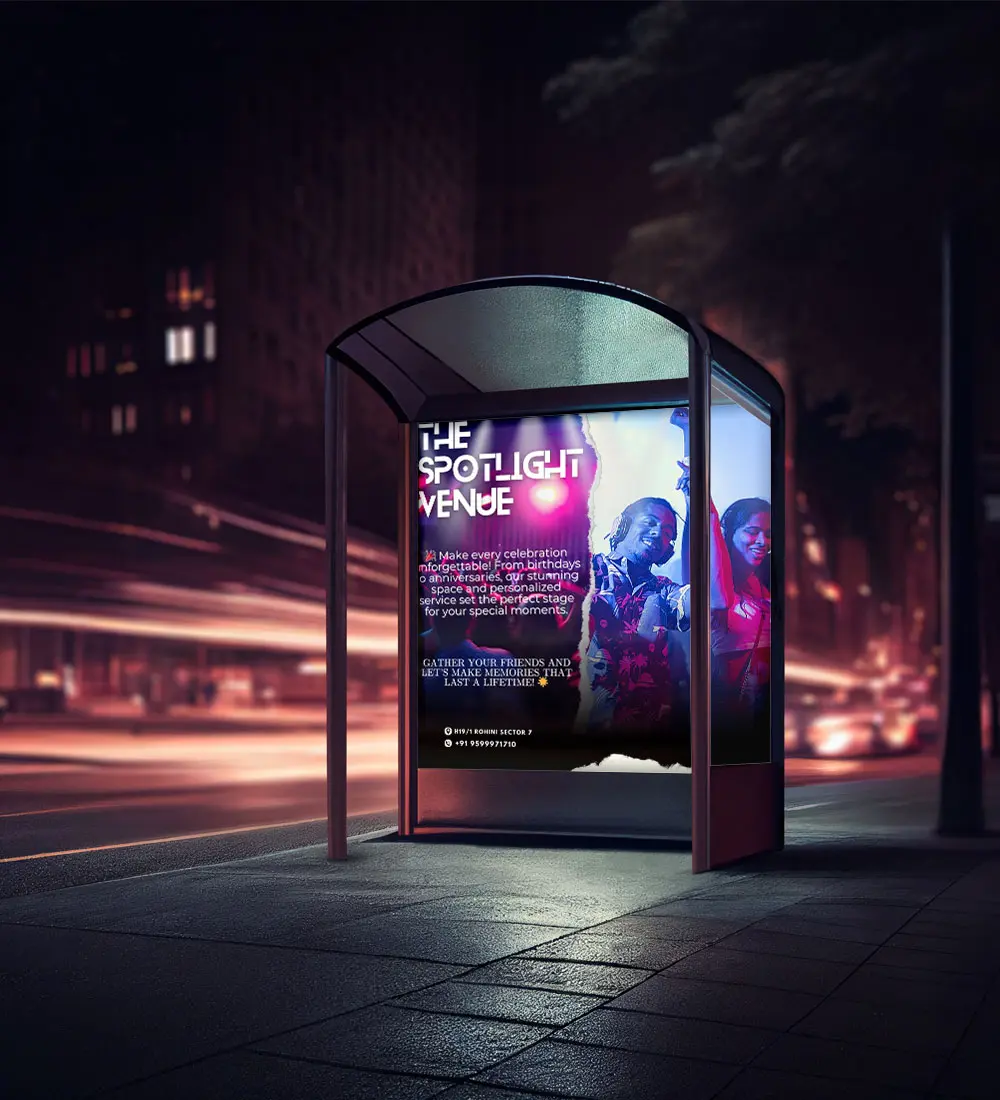 THE
SPOTLIGHT
VENUE
🎉 Make every celebration
nforgettable! From birthdays
o anniversaries, our stunning
space and personalized
service set the perfect stage
for your special moments.
GATHER YOUR FRIENDS AND
LET'S MAKE MEMORIES THAT
LAST A LIFETIME! 🌟
H19/1 ROHINI SECTOR 7
+91 9599971710